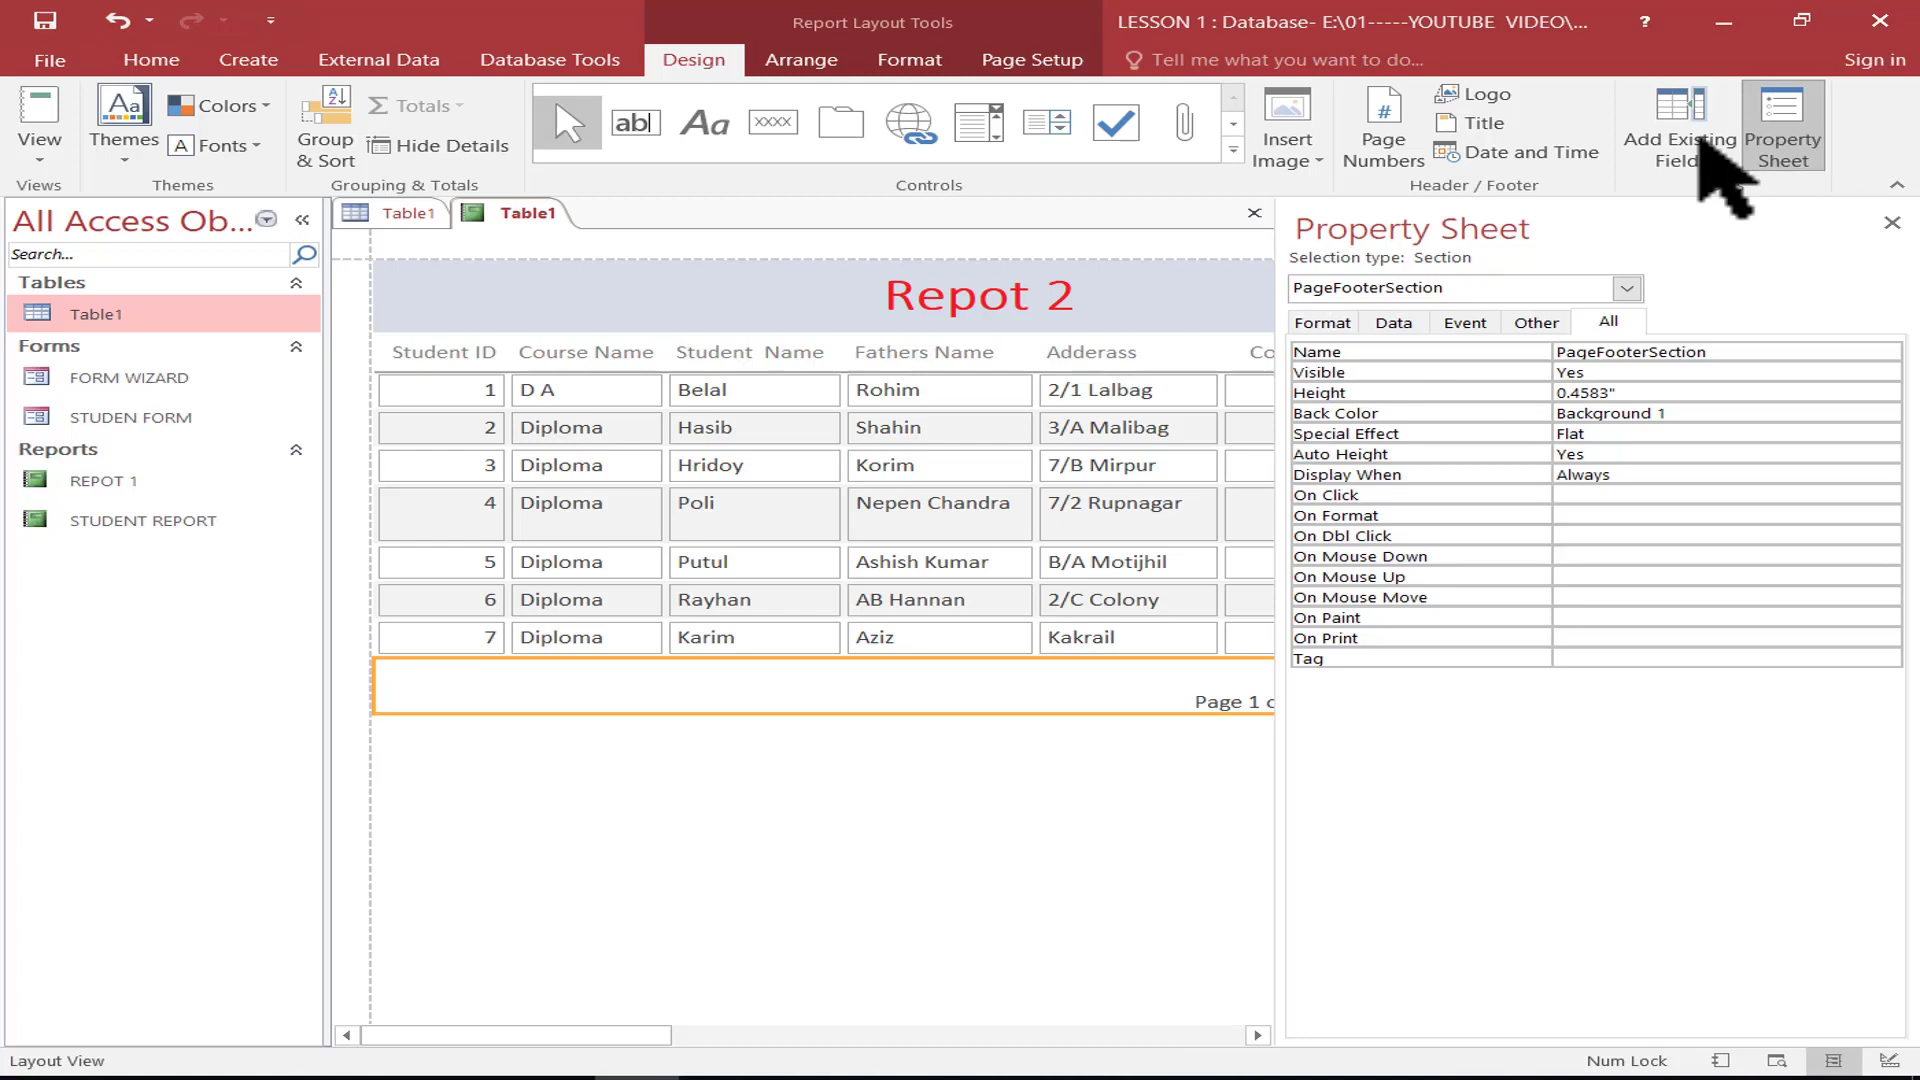 Report Layout Tools
LESSON 1 : Database- E:\01-----YOUTUBE VIDEO\...
?
File
Home
Create
External Data
Database Tools
Design
Arrange
Format
Page Setup
Tell me what you want to do...
Sign in
View
Themes
Colors
Fonts
Group & Sort
Totals
Hide Details
ab
Aa
XXXX
Insert Image
Page Numbers
Logo
Title
Date and Time
Add Existing
Property Sheet
Views
Themes
Grouping & Totals
Controls
Header / Footer
All Access Ob...
Search...
Tables
Table1
Forms
FORM WIZARD
STUDEN FORM
Reports
REPOT 1
STUDENT REPORT
Table1
Table1
Repot 2
Student ID Course Name Student Name Fathers Name Adderass Co
1 D A Belal Rohim 2/1 Lalbag
2 Diploma Hasib Shahin 3/A Malibag
3 Diploma Hridoy Korim 7/B Mirpur
4 Diploma Poli Nepen Chandra 7/2 Rupnagar
5 Diploma Putul Ashish Kumar B/A Motijhil
6 Diploma Rayhan AB Hannan 2/C Colony
7 Diploma Karim Aziz Kakrail
Page 1
Property Sheet
Selection type: Section
PageFooterSection
Format Data Event Other All
Name PageFooterSection
Visible Yes
Height 0.4583"
Back Color Background 1
Special Effect Flat
Auto Height Yes
Display When Always
On Click
On Format
On Dbl Click
On Mouse Down
On Mouse Up
On Mouse Move
On Paint
On Print
Tag
Layout View
Num Lock